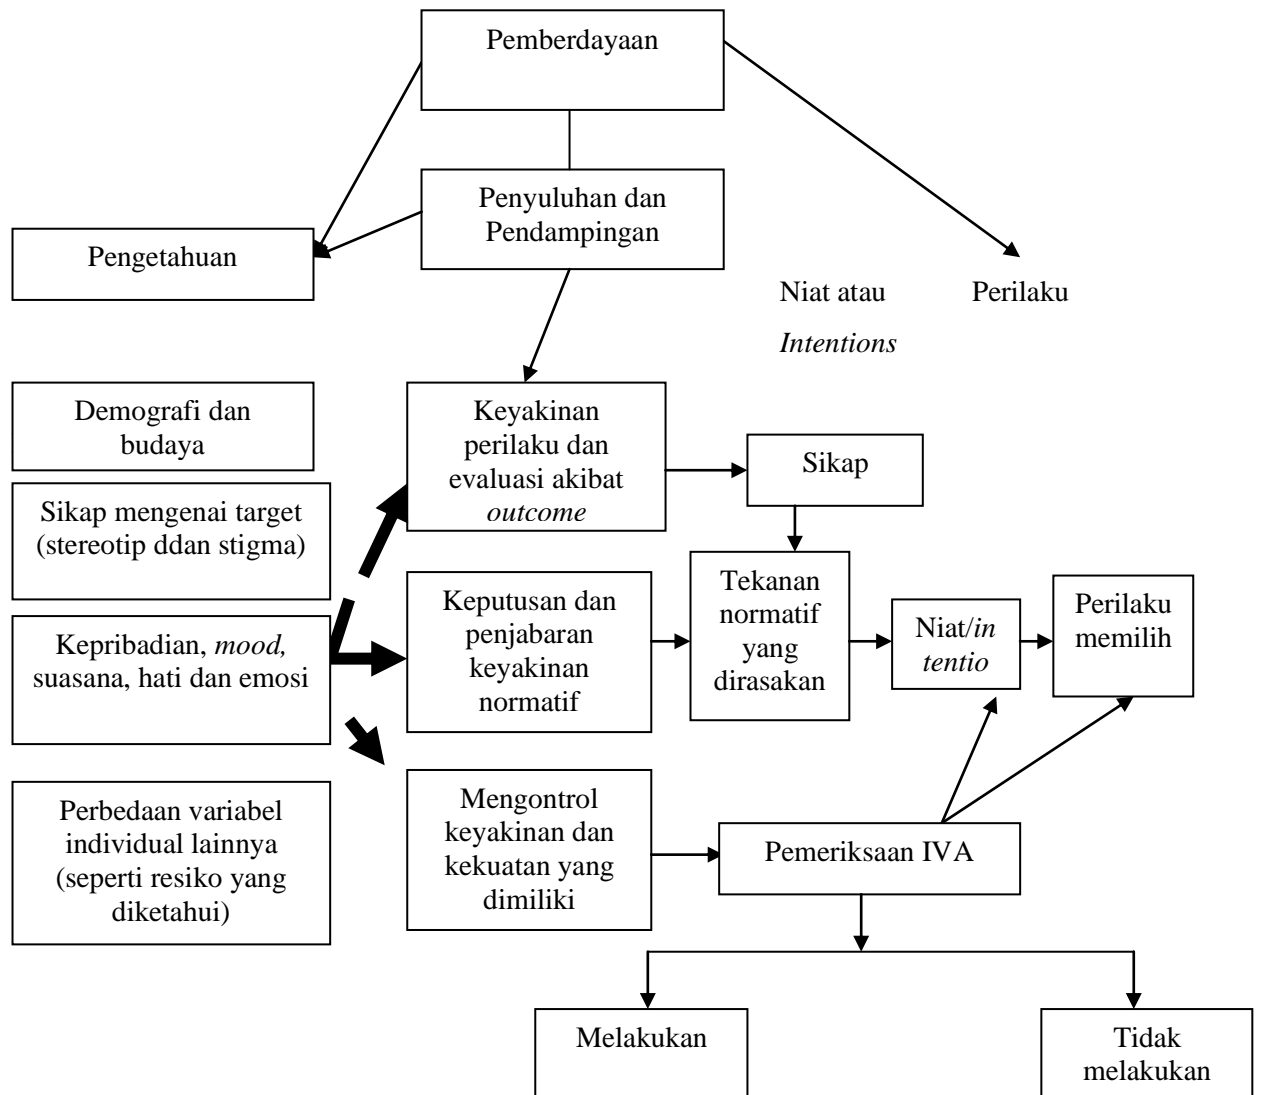 Pemberdayaan
Penyuluhan dan
Pendampingan
Pengetahuan
Niat atau
Intentions
Perilaku
Demografi dan
budaya
Keyakinan
perilaku dan
evaluasi akibat
outcome
Sikap
Sikap mengenai target
(stereotip ddan stigma)
Keputusan dan
penjabaran
keyakinan
normatif
Tekanan
normatif
yang
dirasakan
Niat/in
tentio
Perilaku
memilih
Kepribadian, mood,
suasana, hati dan emosi
Perbedaan variabel
individual lainnya
(seperti resiko yang
diketahui)
Mengontrol
keyakinan dan
kekuatan yang
dimiliki
Pemeriksaan IVA
Melakukan
Tidak
melakukan